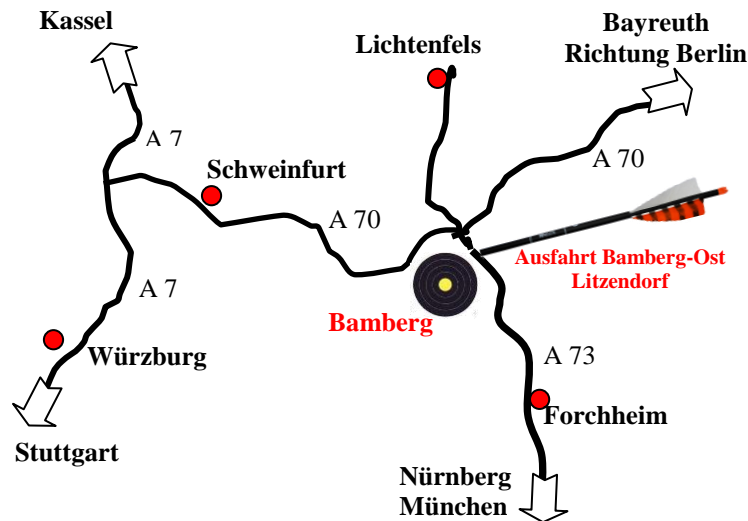 Kassel
Lichtenfels
Bayreuth
Richtung Berlin
A 7
Schweinfurt
A 70
A 70
Ausfahrt Bamberg-Ost
Litzendorf
A 7
Bamberg
Würzburg
A 73
Forchheim
Stuttgart
Nürnberg
München